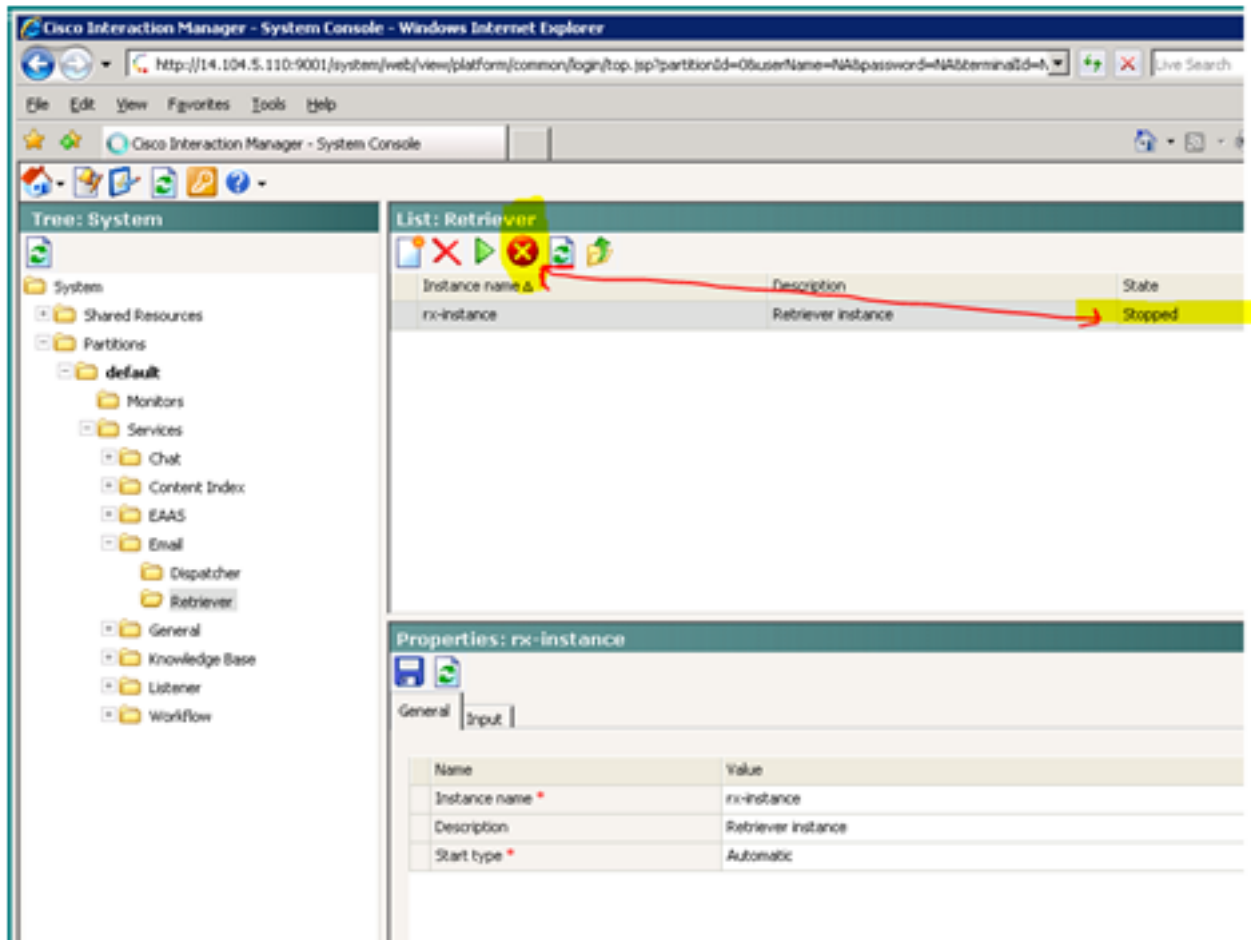 Cisco Interaction Manager - System Console - Windows Internet Explorer
http://14.104.5.110:9001/system/web/view/platform/common/login/top.jsp?partitionId=0&userName=NA&password=NA&terminalId=N
Live Search
File Edit View Favorites Tools Help
Cisco Interaction Manager - System Console
Tree: System
System
Shared Resources
Partitions
default
Monitors
Services
Chat
Content Index
EAAS
Email
Dispatcher
Retriever
General
Knowledge Base
Listener
Workflow
List: Retriever
Instance name Description State
rx-instance Retriever instance Stopped
Properties: rx-instance
General Input
Name Value
Instance name * rx-instance
Description Retriever instance
Start type * Automatic